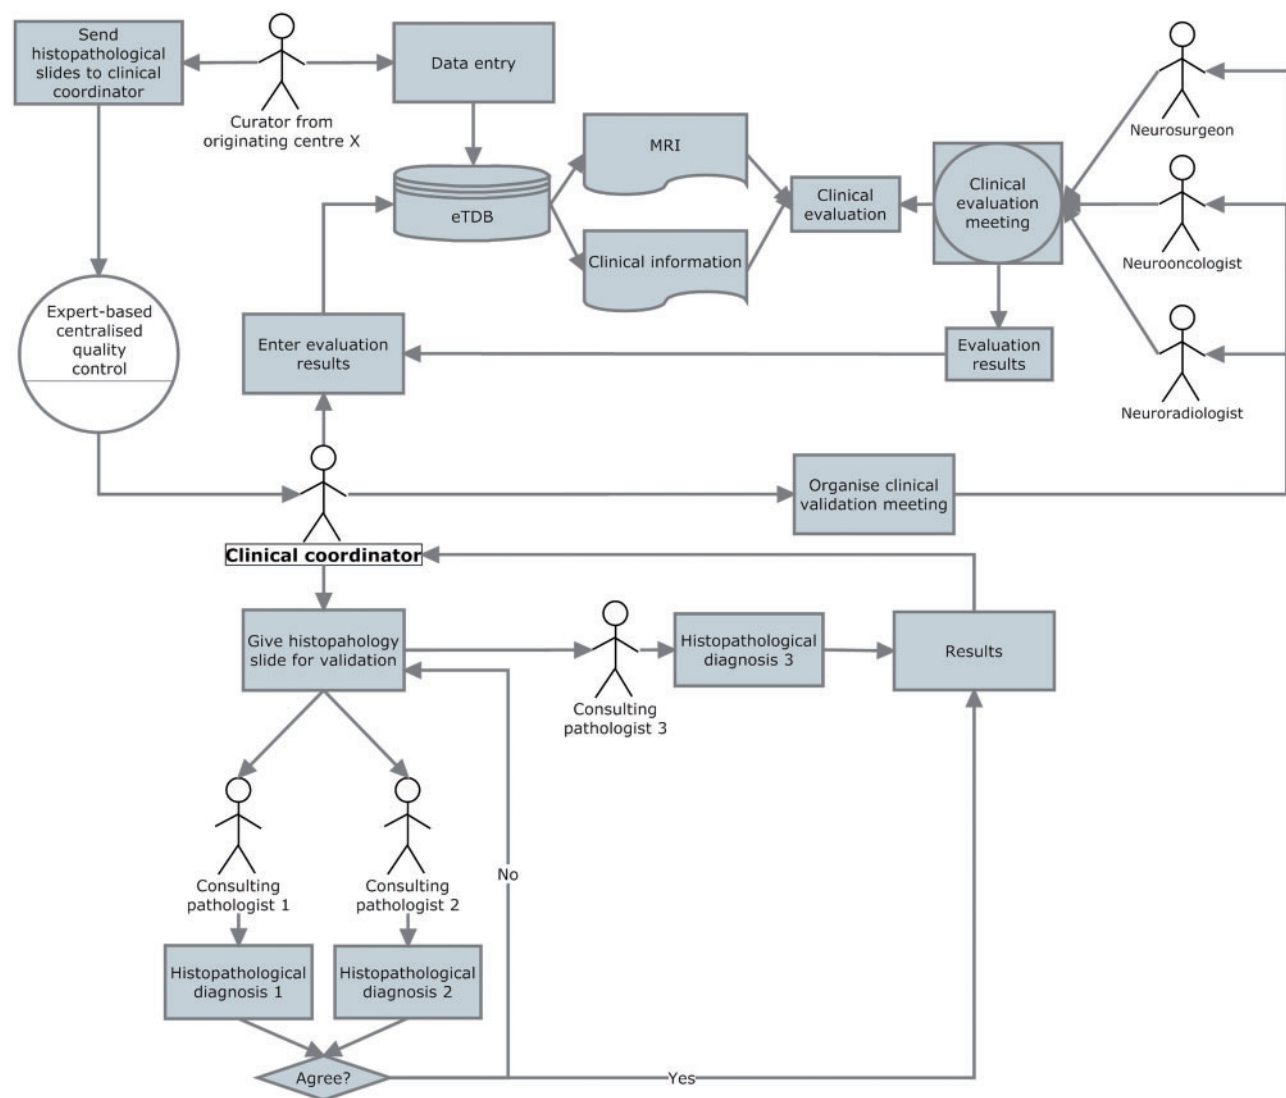 Send
histopathological
slides to clinical
coordinator
Curator from
originating centre X
Data entry
eTDB
MRI
Clinical information
Clinical
evaluation
Clinical
evaluation
meeting
Neurosurgeon
Neurooncologist
Neuroradiologist
Expert-based
centralised
quality
control
Enter evaluation
results
Evaluation
results
Organise clinical
validation meeting
Clinical coordinator
Give histopahology
slide for validation
Consulting
pathologist 3
Histopathological
diagnosis 3
Results
Consulting
pathologist 1
Consulting
pathologist 2
No
Histopathological
diagnosis 1
Histopathological
diagnosis 2
Agree?
Yes